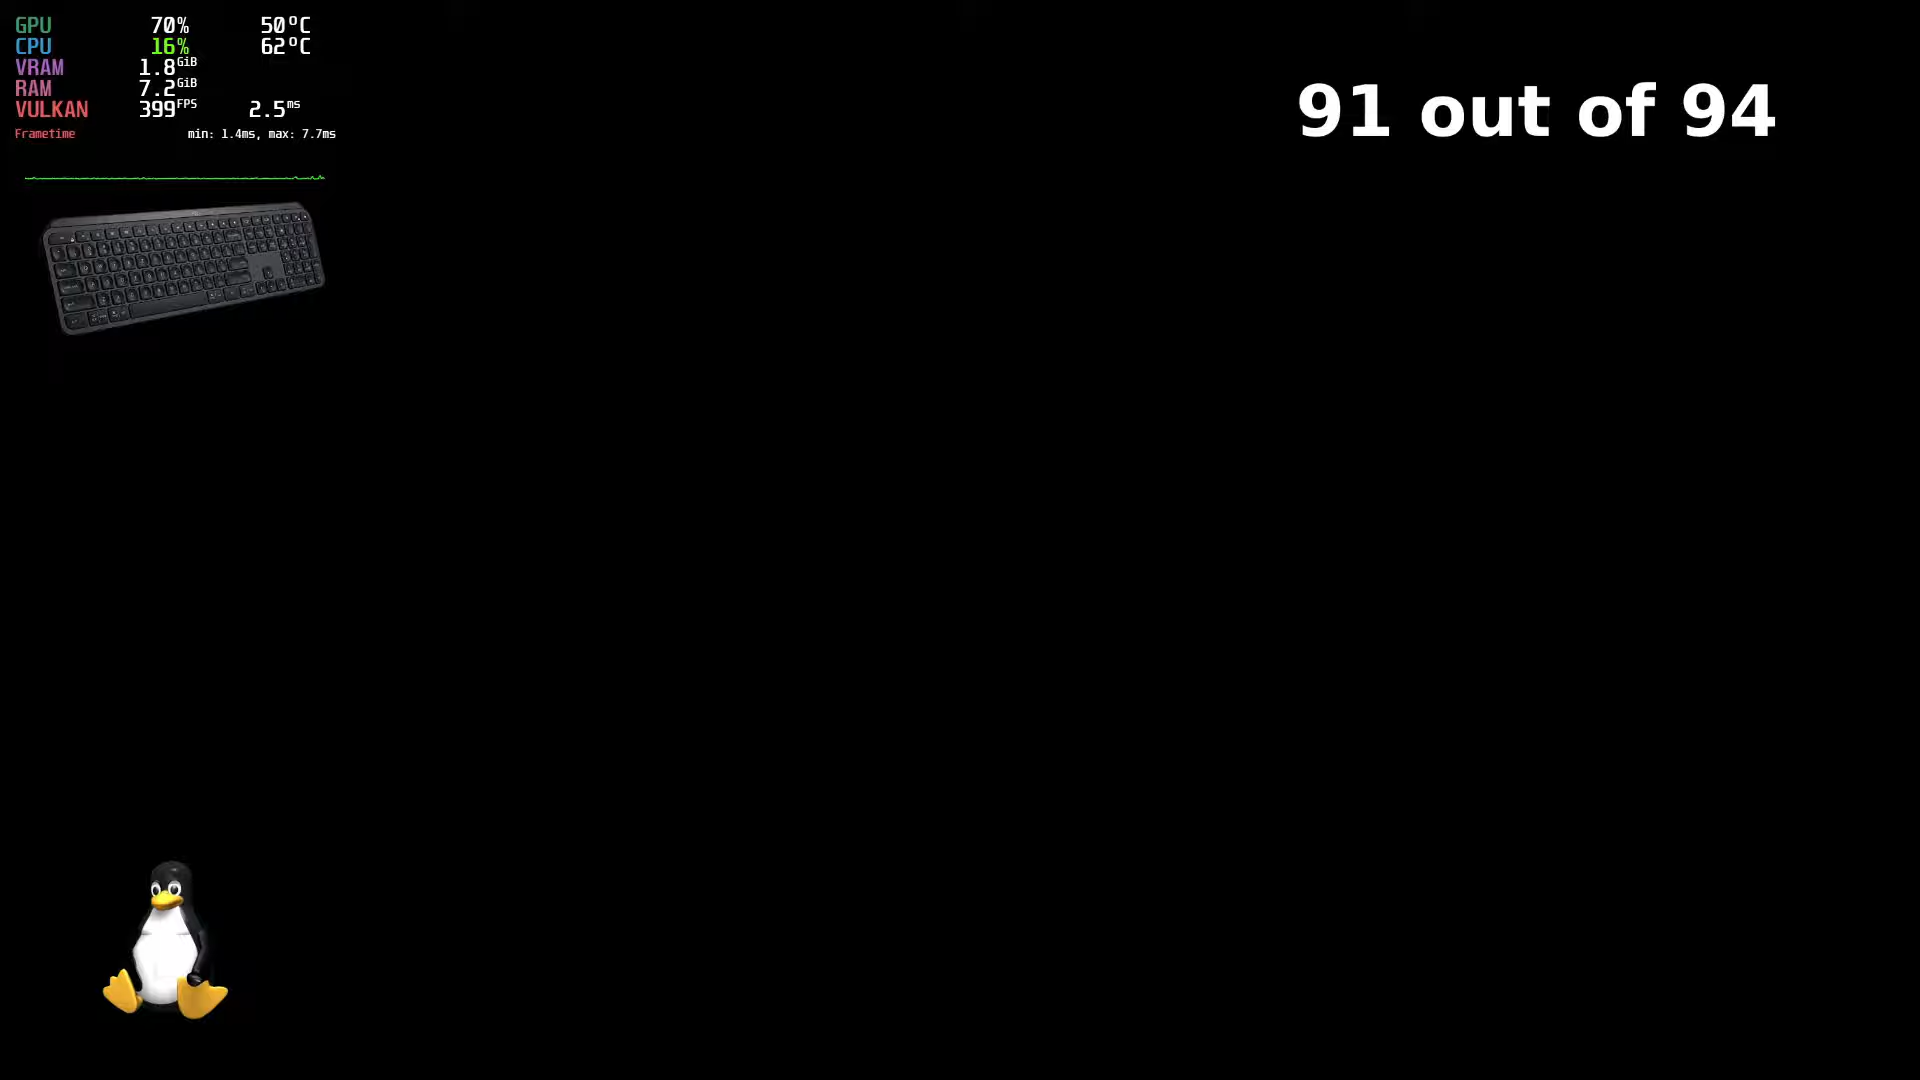 GPU 70% 50°C
CPU 16% 62°C
VRAM 1.8GiB
RAM 7.2GiB
VULKAN 399FPS 2.5ms
Frametime min: 1.4ms, max: 7.7ms
91 out of 94